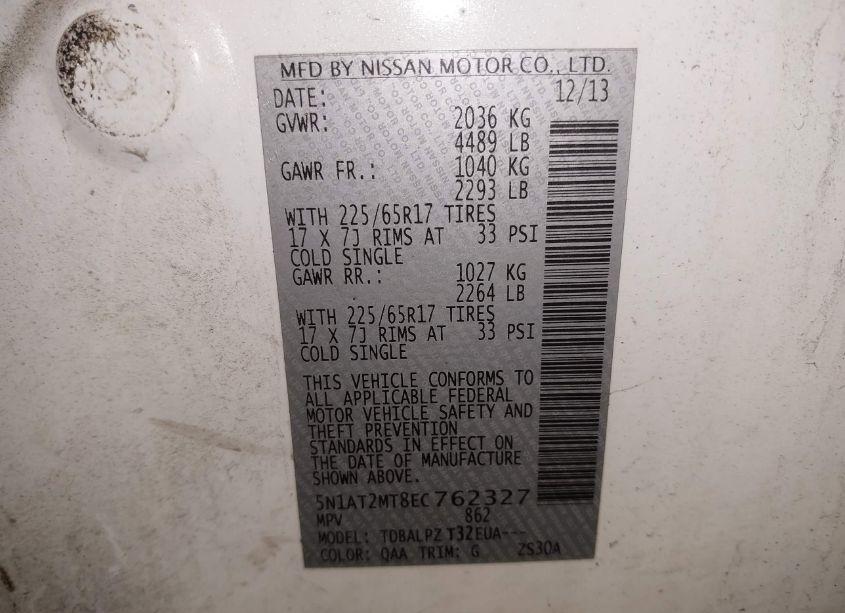 MFD BY NISSAN MOTOR CO., LTD.
DATE: 12/13
GVWR: 2036 KG
4489 LB
GAWR FR.: 1040 KG
2293 LB
WITH 225/65R17 TIRES
17 X 7J RIMS AT 33 PSI
COLD SINGLE
GAWR RR.: 1027 KG
2264 LB
WITH 225/65R17 TIRES
17 X 7J RIMS AT 33 PSI
COLD SINGLE
THIS VEHICLE CONFORMS TO
ALL APPLICABLE FEDERAL
MOTOR VEHICLE SAFETY AND
THEFT PREVENTION
STANDARDS IN EFFECT ON
THE DATE OF MANUFACTURE
SHOWN ABOVE.
5N1AT2MT8EC762327
MPV 862
MODEL: TDBALPZ T32EUA---
COLOR: QAA TRIM: G ZS30A